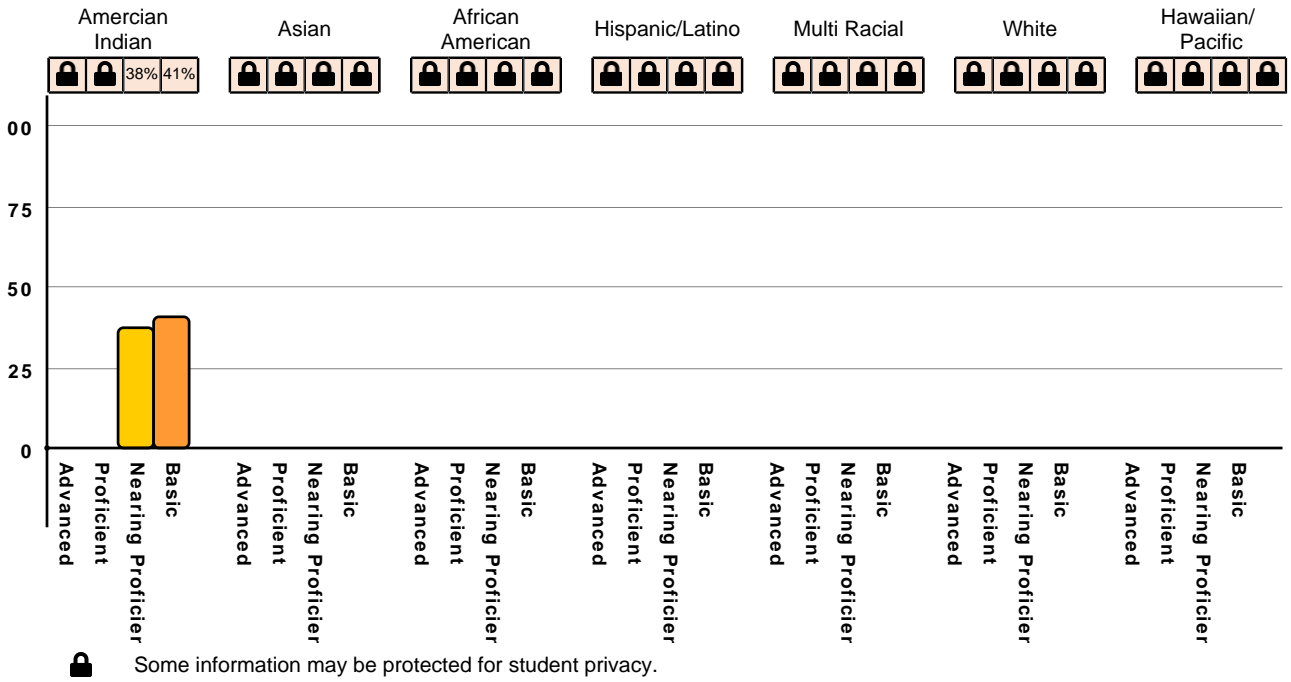 Amercian
Indian
Asian
African
American
Hispanic/Latino
Multi Racial
White
Hawaiian/
Pacific
38% 41%
00
75
50
25
0
Advanced
Proficient
Nearing Proficier
Basic
Advanced
Proficient
Nearing Proficier
Basic
Advanced
Proficient
Nearing Proficier
Basic
Advanced
Proficient
Nearing Proficier
Basic
Advanced
Proficient
Nearing Proficier
Basic
Advanced
Proficient
Nearing Proficier
Basic
Advanced
Proficient
Nearing Proficier
Basic
Some information may be protected for student privacy.